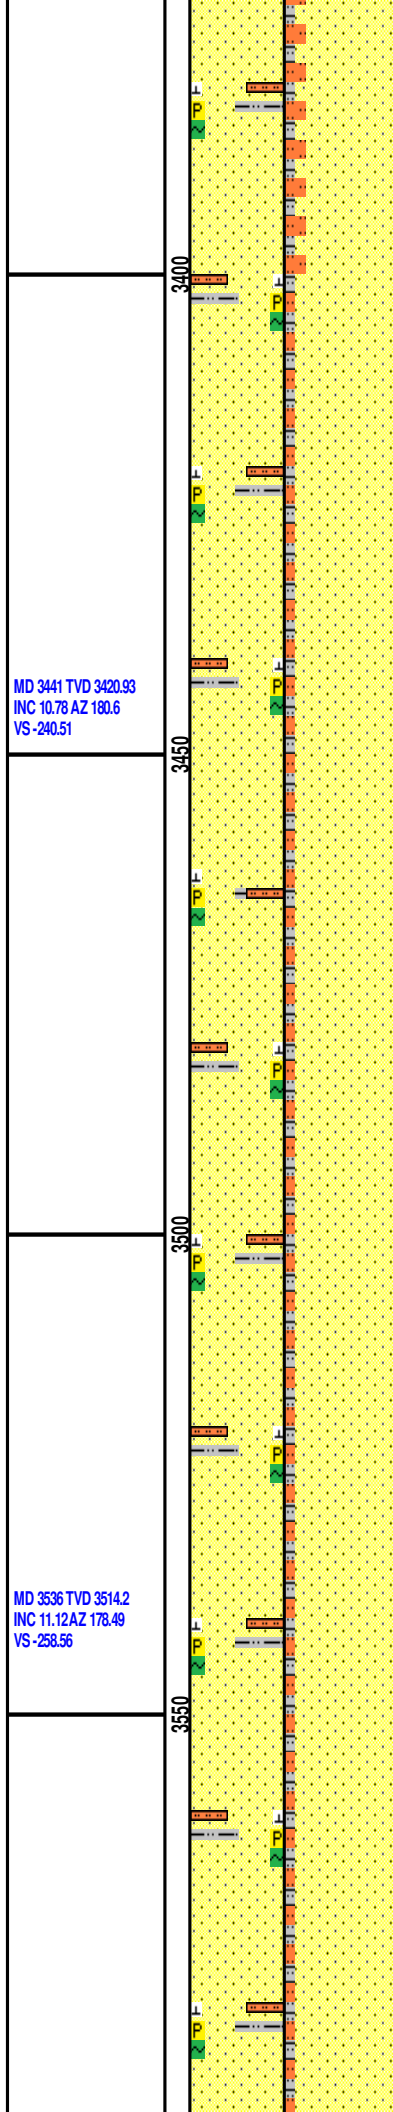 P
3400
P
P
MD 3441 TVD 3420.93
INC 10.78 AZ 180.6
VS -240.51
P
3450
P
P
3500
P
P
MD 3536 TVD 3514.2
INC 11.12 AZ 178.49
VS -258.56
P
3550
P
P